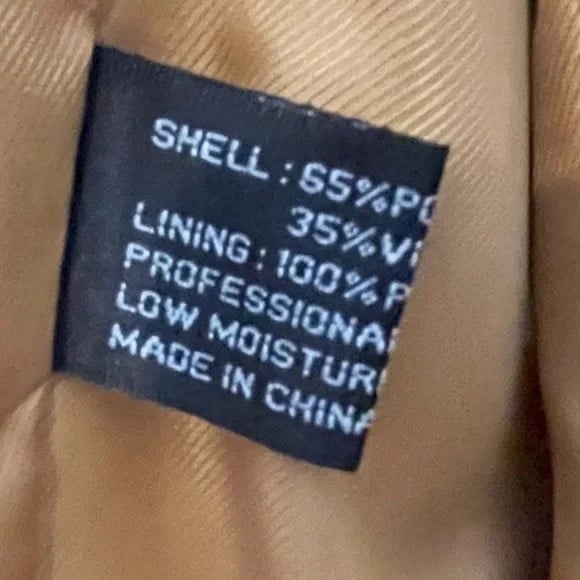 SHELL : 65%PO
35%VI
LINING : 100%P
PROFESSIONAL
LOW MOISTUR
MADE IN CHINA